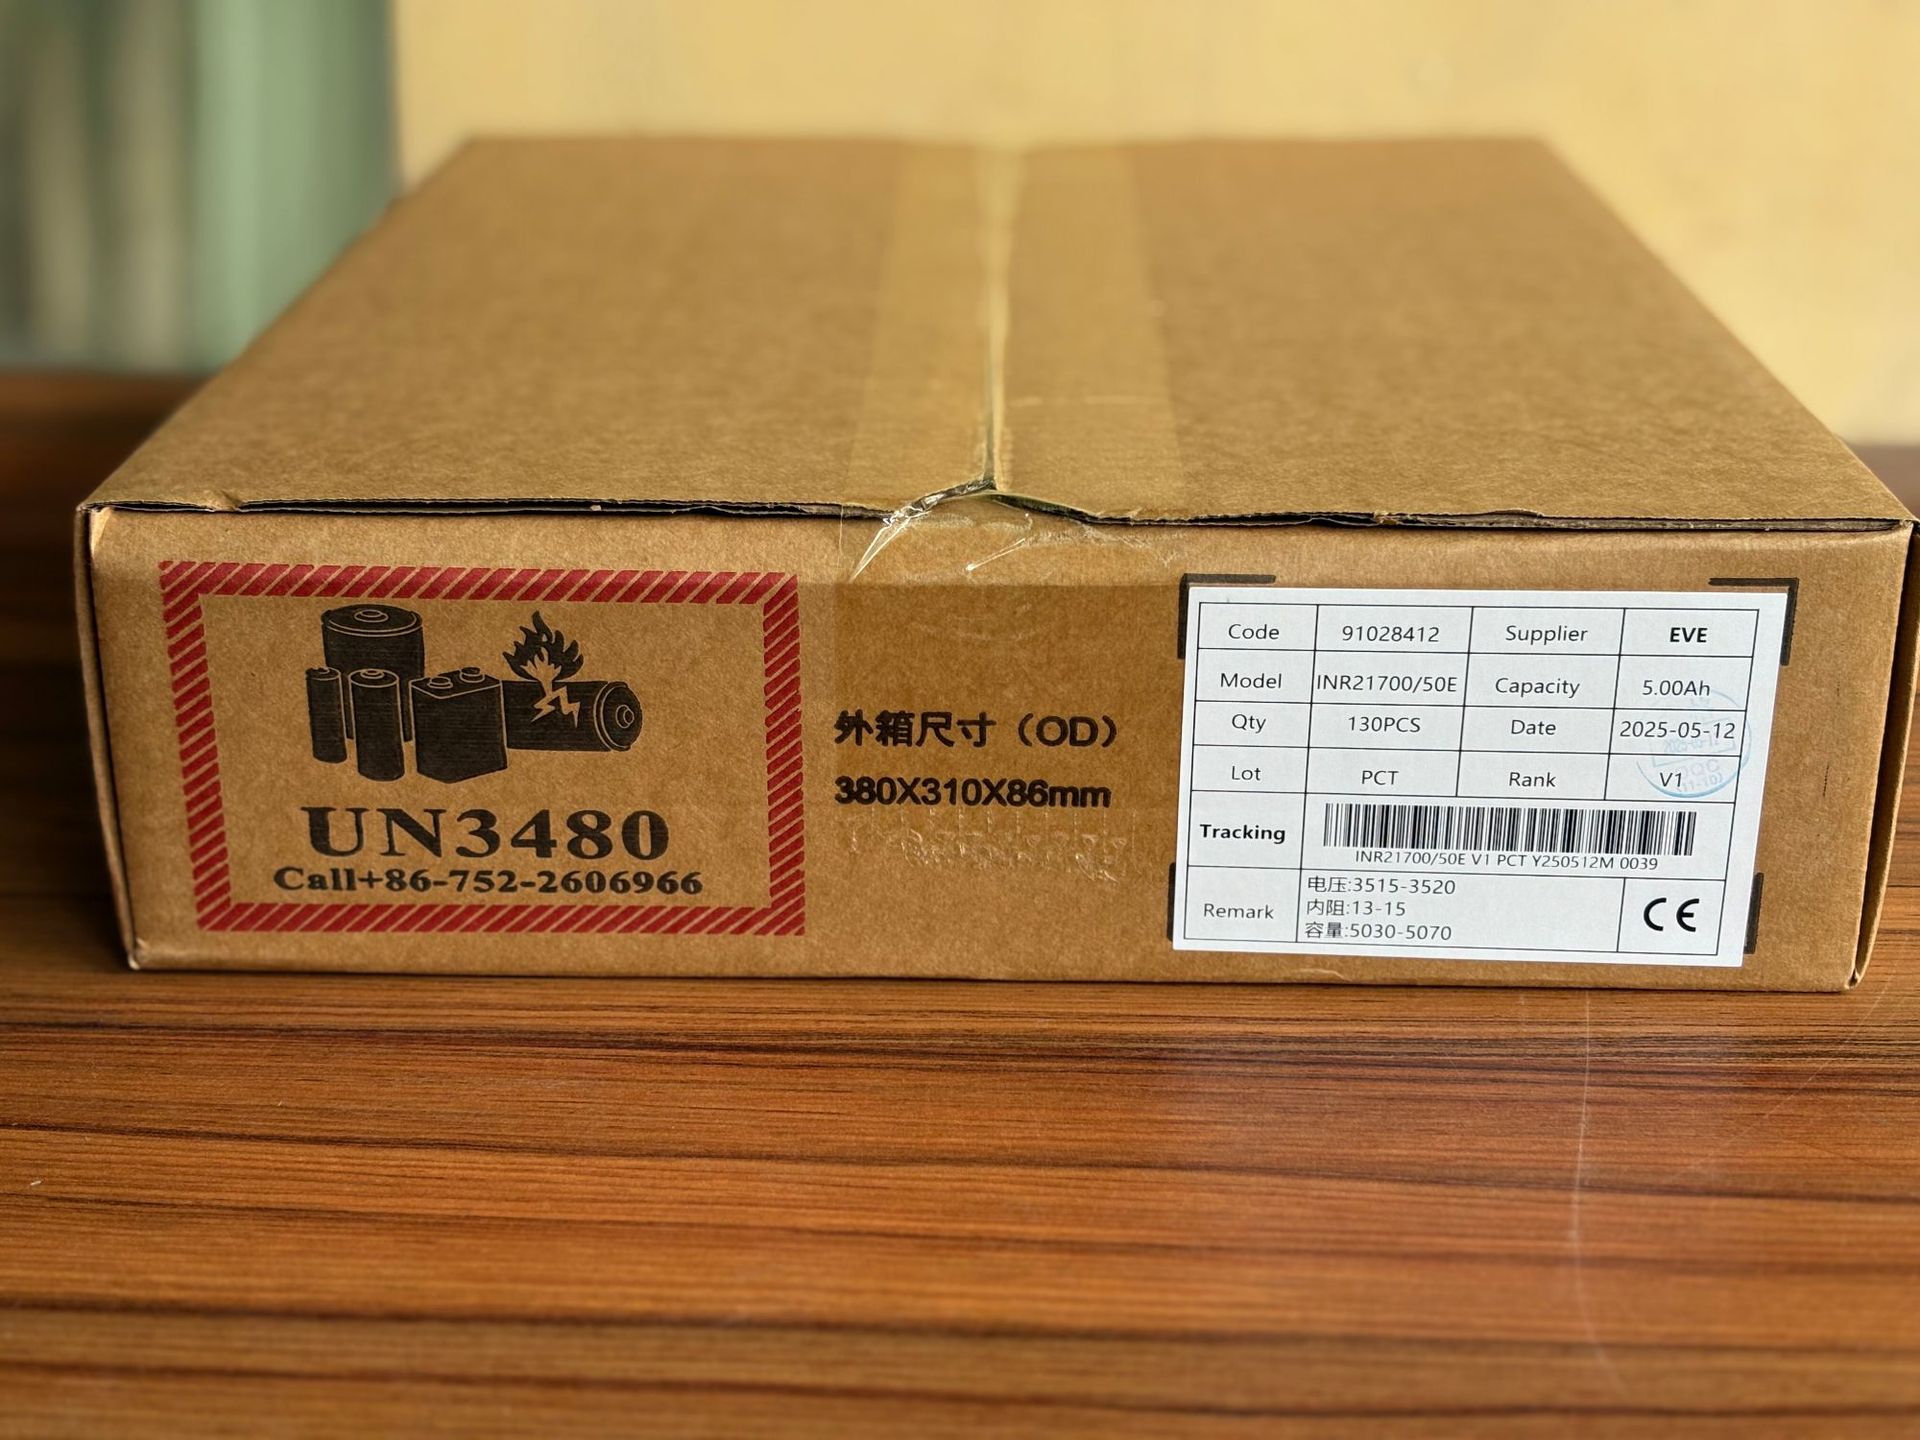 UN3480
Call+86-752-2606966
外箱尺寸（OD）
380X310X86mm
Code 91028412 Supplier EVE
Model INR21700/50E Capacity 5.00Ah
Qty 130PCS Date 2025-05-12
Lot PCT Rank V1
Tracking
INR21700/50E V1 PCT Y250512M 0039
Remark
电压:3515-3520
内阻:13-15
容量:5030-5070
CE